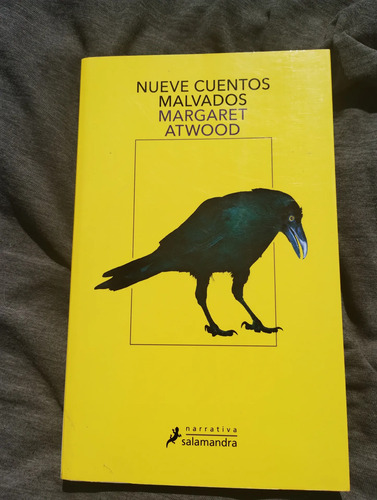 NUEVE CUENTOS
MALVADOS
MARGARET
ATWOOD
narrativa
salamandra